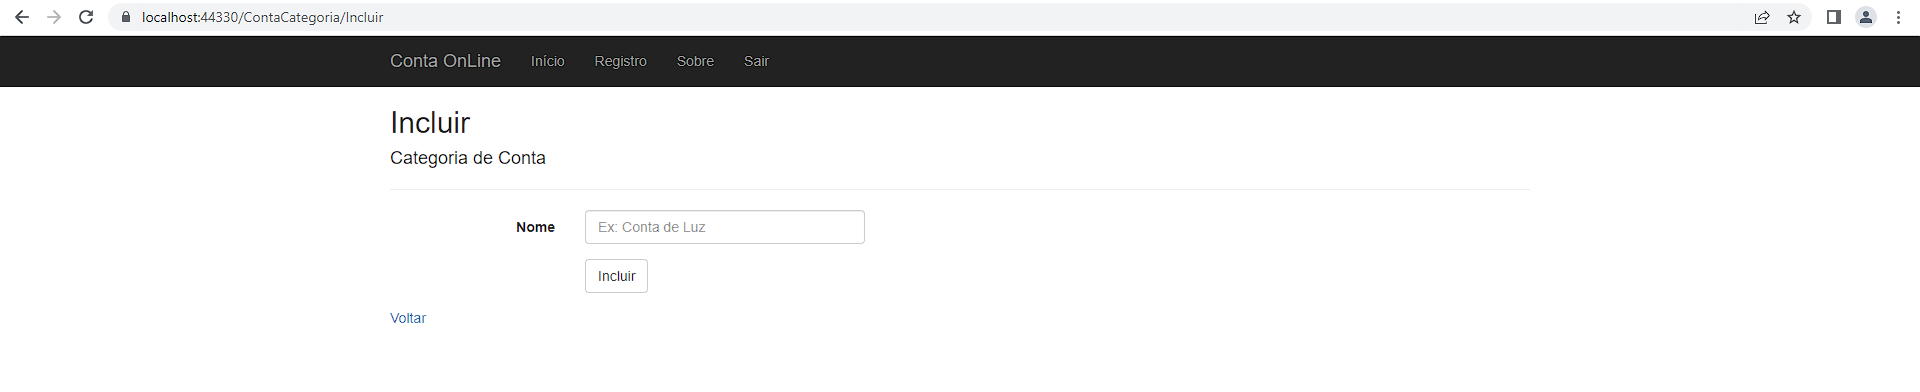 localhost:44330/ContaCategoria/Incluir
Conta OnLine Início Registro Sobre Sair
Incluir
Categoria de Conta
Nome Ex: Conta de Luz
Incluir
Voltar